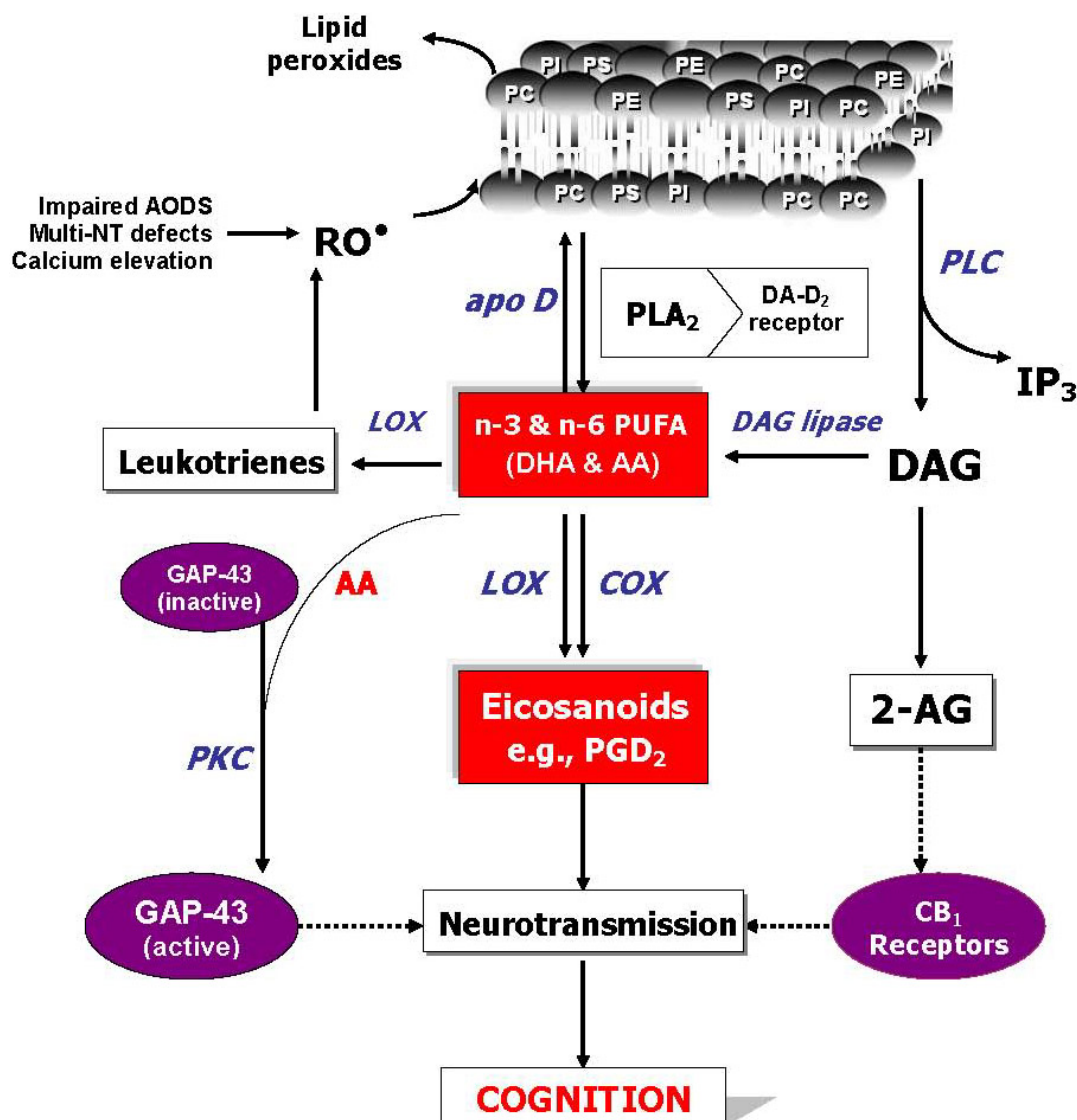 Lipid
peroxides
PI PS PE PC PE
PC PE PS PI PC
PI
PC PS PI PC PC
Impaired AODS
Multi-NT defects
Calcium elevation
RO•
apo D
PLA₂
DA-D₂
receptor
PLC
IP₃
LOX
n-3 & n-6 PUFA
(DHA & AA)
DAG lipase
DAG
Leukotrienes
GAP-43
(inactive)
AA
LOX
COX
PKC
Eicosanoids
e.g., PGD₂
2-AG
GAP-43
(active)
Neurotransmission
CB₁
Receptors
COGNITION